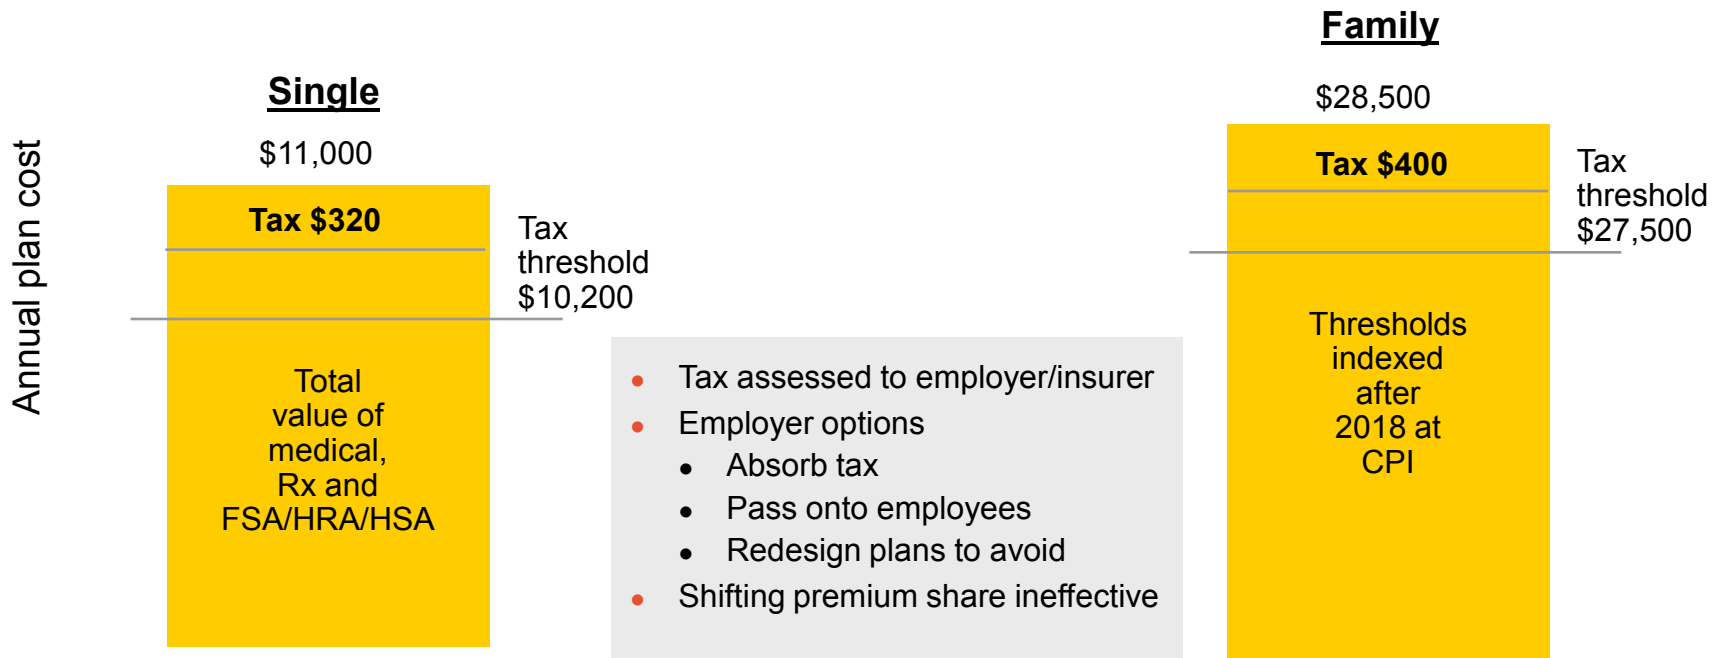 Annual plan cost
Single
$11,000
Tax $320
Tax
threshold
$10,200
Total
value of
medical,
Rx and
FSA/HRA/HSA
• Tax assessed to employer/insurer
• Employer options
• Absorb tax
• Pass onto employees
• Redesign plans to avoid
• Shifting premium share ineffective
Family
$28,500
Tax $400
Tax
threshold
$27,500
Thresholds
indexed
after
2018 at
CPI